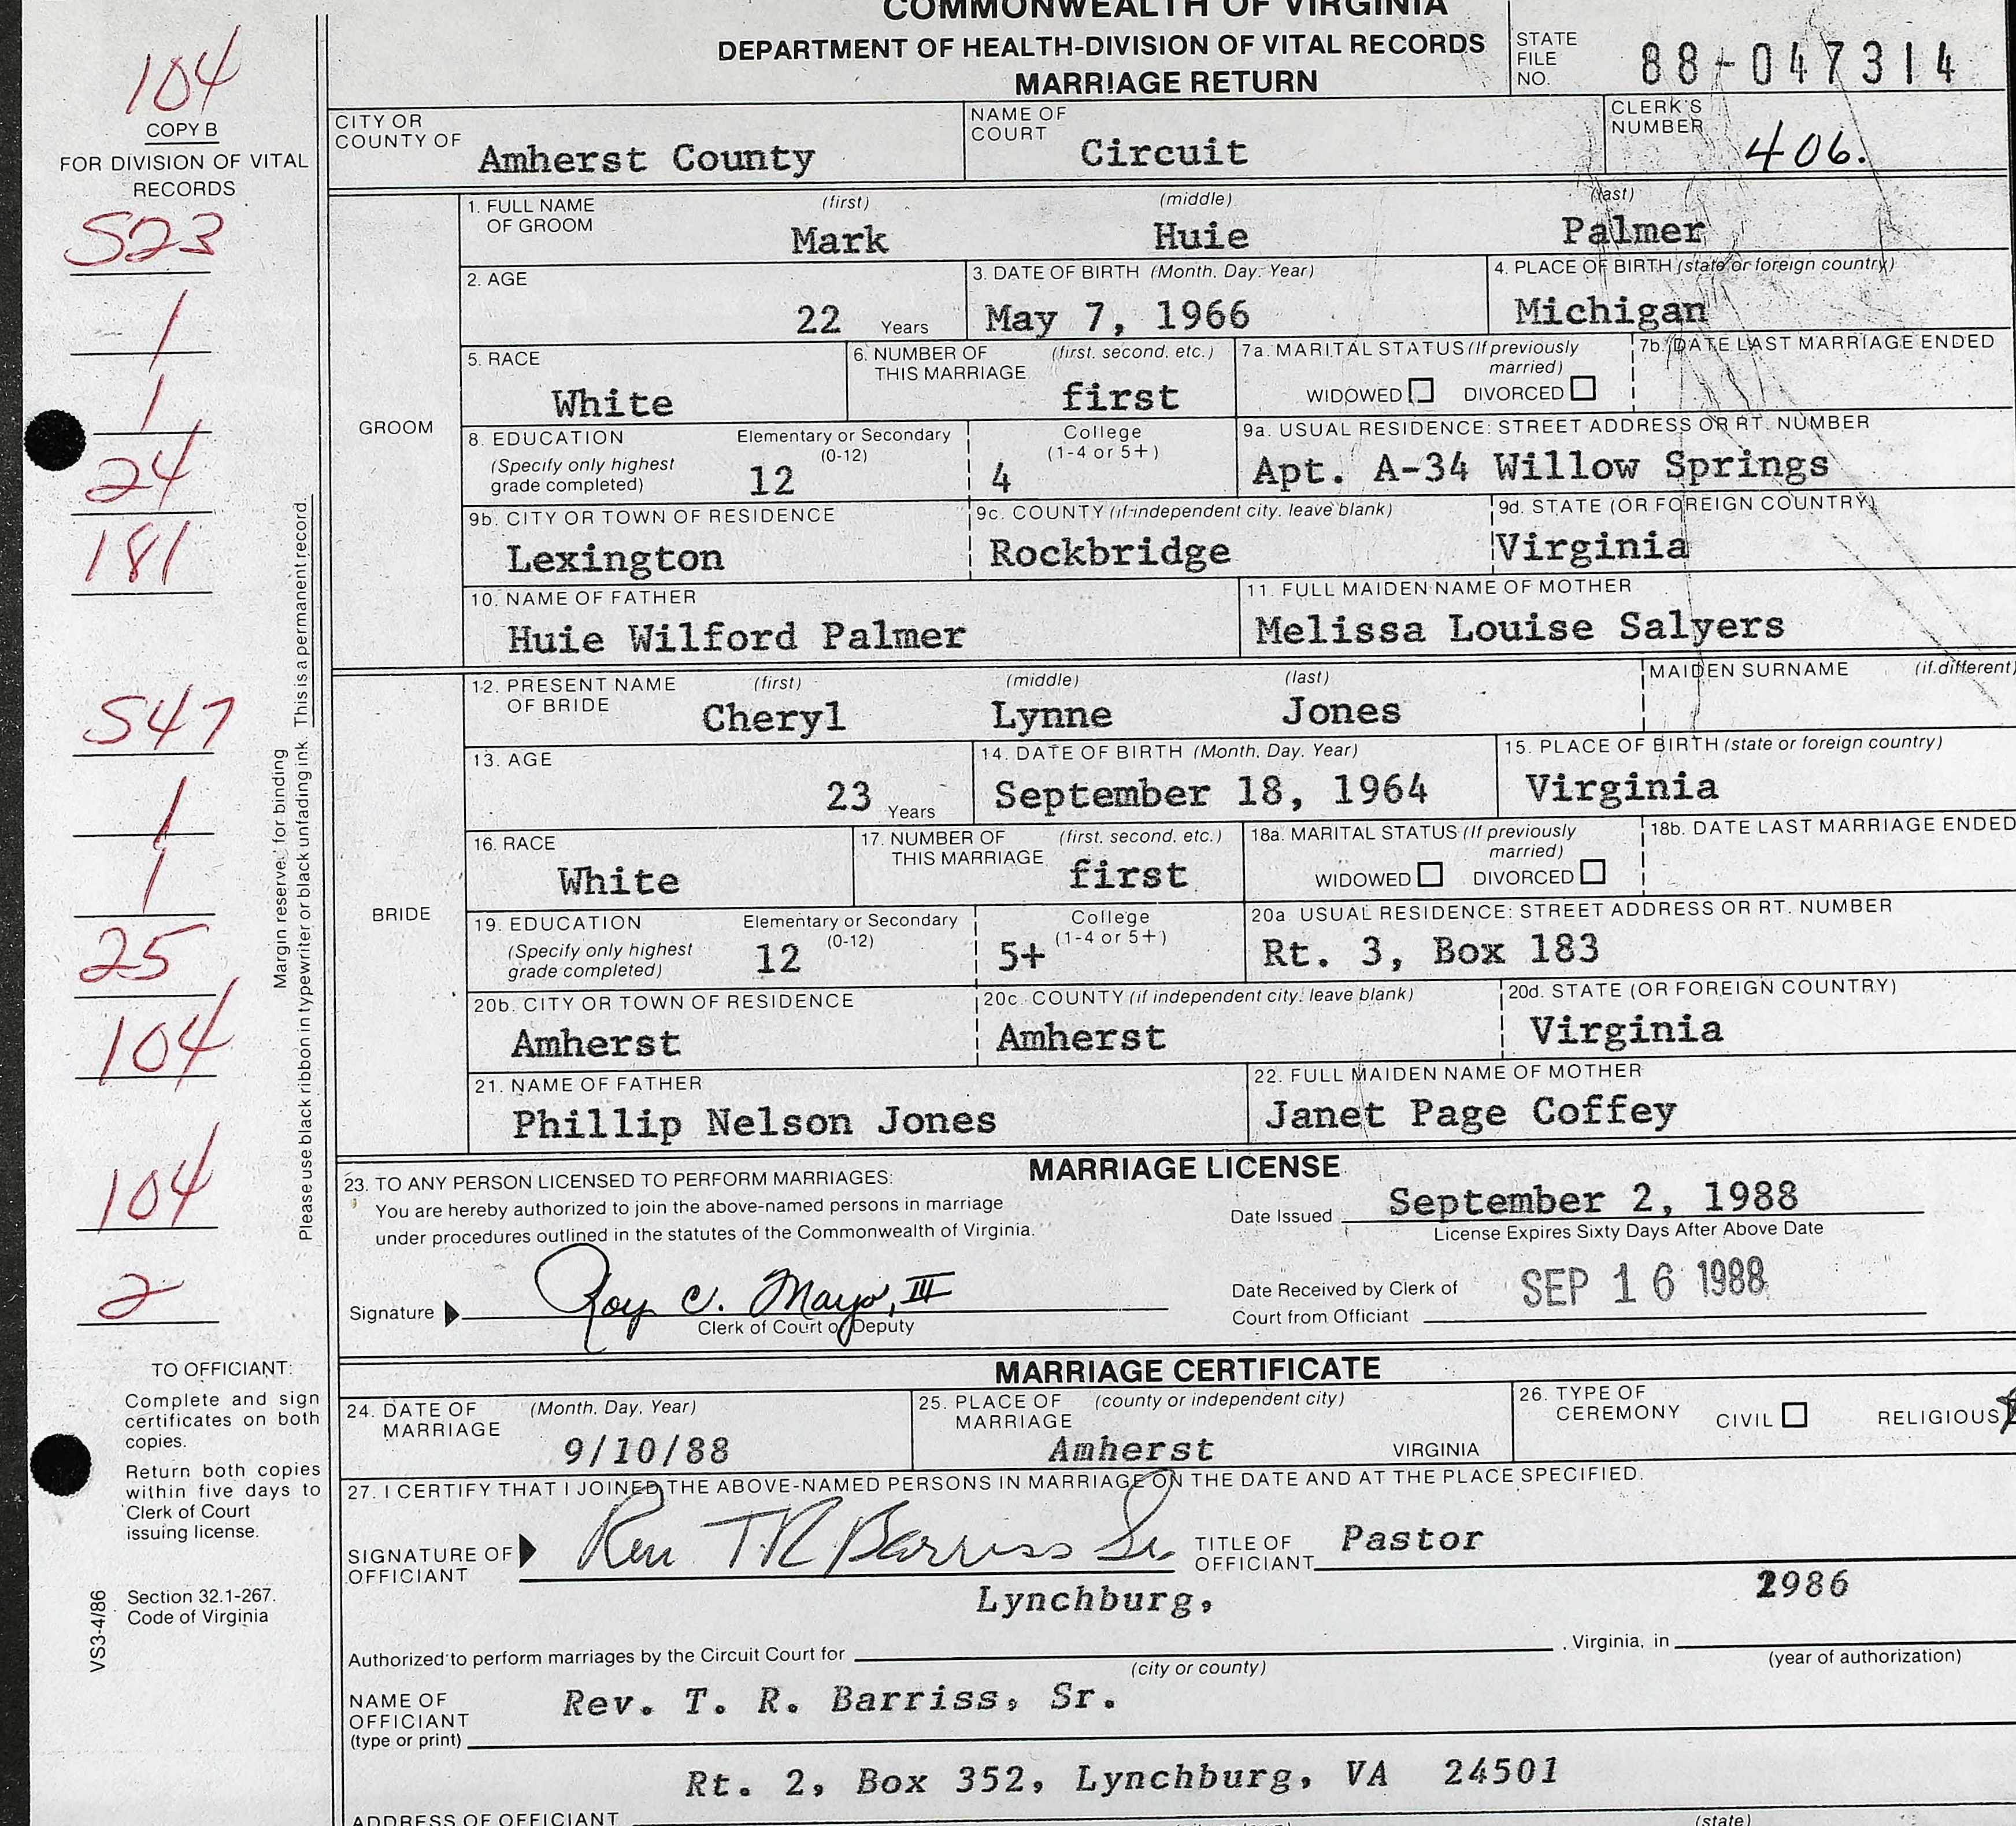 COMMONWEALTH OF VIRGINIA
DEPARTMENT OF HEALTH-DIVISION OF VITAL RECORDS
MARRIAGE RETURN
STATE FILE NO. 88-047314
104
COPY B
FOR DIVISION OF VITAL RECORDS
CITY OR COUNTY OF Amherst County
NAME OF COURT Circuit
CLERK'S NUMBER 406.
523
1
1
24
181
547
1
1
25
104
104
2
Margin reserve for binding
Please use black ribbon in typewriter or black unfading ink. This is a permanent record.
GROOM
1. FULL NAME OF GROOM (first) Mark (middle) Huie (last) Palmer
2. AGE 22 Years
3. DATE OF BIRTH (Month, Day, Year) May 7, 1966
4. PLACE OF BIRTH (state or foreign country) Michigan
5. RACE White
6. NUMBER OF THIS MARRIAGE (first, second, etc.) first
7a. MARITAL STATUS (If previously married) WIDOWED DIVORCED
7b. DATE LAST MARRIAGE ENDED
8. EDUCATION (Specify only highest grade completed) Elementary or Secondary (0-12) 12 College (1-4 or 5+) 4
9a. USUAL RESIDENCE: STREET ADDRESS OR RT. NUMBER Apt. A-34 Willow Springs
9b. CITY OR TOWN OF RESIDENCE Lexington
9c. COUNTY (if independent city, leave blank) Rockbridge
9d. STATE (OR FOREIGN COUNTRY) Virginia
10. NAME OF FATHER Huie Wilford Palmer
11. FULL MAIDEN NAME OF MOTHER Melissa Louise Salyers
BRIDE
12. PRESENT NAME OF BRIDE (first) Cheryl (middle) Lynne (last) Jones
MAIDEN SURNAME (if different)
13. AGE 23 Years
14. DATE OF BIRTH (Month, Day, Year) September 18, 1964
15. PLACE OF BIRTH (state or foreign country) Virginia
16. RACE White
17. NUMBER OF THIS MARRIAGE (first, second, etc.) first
18a. MARITAL STATUS (If previously married) WIDOWED DIVORCED
18b. DATE LAST MARRIAGE ENDED
19. EDUCATION (Specify only highest grade completed) Elementary or Secondary (0-12) 12 College (1-4 or 5+) 5+
20a. USUAL RESIDENCE: STREET ADDRESS OR RT. NUMBER Rt. 3, Box 183
20b. CITY OR TOWN OF RESIDENCE Amherst
20c. COUNTY (if independent city, leave blank) Amherst
20d. STATE (OR FOREIGN COUNTRY) Virginia
21. NAME OF FATHER Phillip Nelson Jones
22. FULL MAIDEN NAME OF MOTHER Janet Page Coffey
MARRIAGE LICENSE
23. TO ANY PERSON LICENSED TO PERFORM MARRIAGES:
You are hereby authorized to join the above-named persons in marriage
under procedures outlined in the statutes of the Commonwealth of Virginia.
Date Issued September 2, 1988
License Expires Sixty Days After Above Date
Signature Roy C. Mayo, III
Clerk of Court or Deputy
Date Received by Clerk of Court from Officiant SEP 16 1988
MARRIAGE CERTIFICATE
24. DATE OF MARRIAGE (Month, Day, Year) 9/10/88
25. PLACE OF MARRIAGE (county or independent city) Amherst VIRGINIA
26. TYPE OF CEREMONY CIVIL RELIGIOUS
27. I CERTIFY THAT I JOINED THE ABOVE-NAMED PERSONS IN MARRIAGE ON THE DATE AND AT THE PLACE SPECIFIED.
SIGNATURE OF OFFICIANT Rev T R Barriss Sr
TITLE OF OFFICIANT Pastor
Lynchburg, 1986
Authorized to perform marriages by the Circuit Court for , Virginia, in
(city or county) (year of authorization)
NAME OF OFFICIANT (type or print) Rev. T. R. Barriss, Sr.
Rt. 2, Box 352, Lynchburg, VA 24501
ADDRESS OF OFFICIANT
(state)
TO OFFICIANT:
Complete and sign
certificates on both
copies.
Return both copies
within five days to
Clerk of Court
issuing license.
Section 32.1-267.
Code of Virginia
VS3-4/86